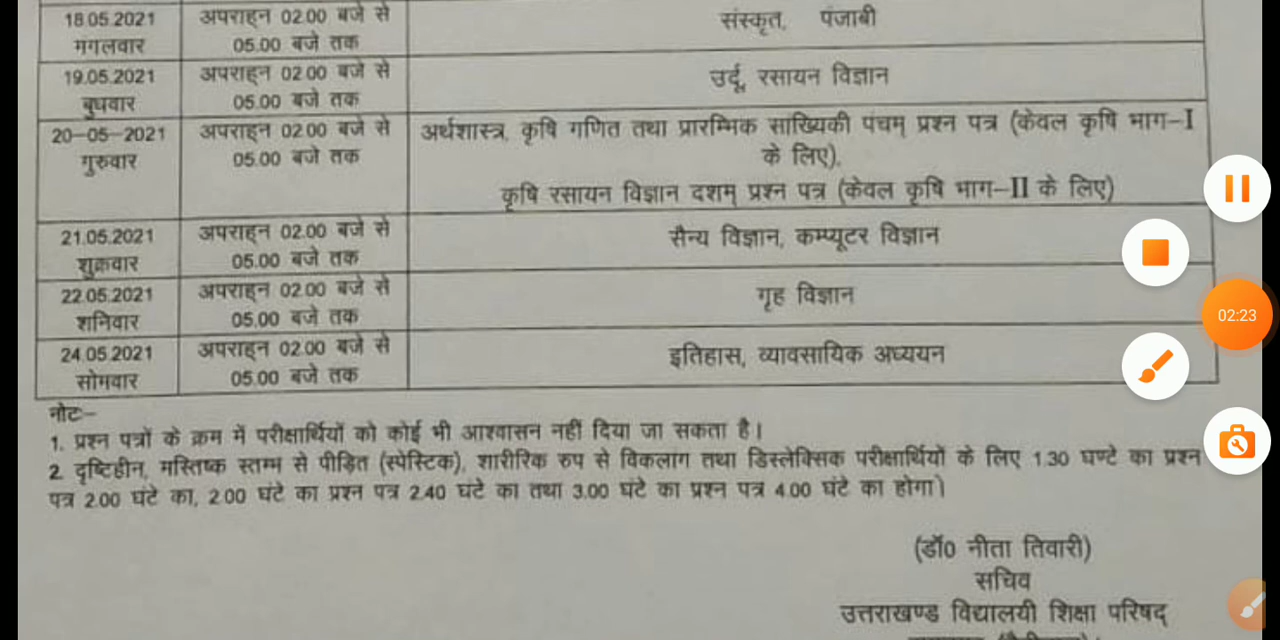 18.05.2021 अपराह्न 02.00 बजे से संस्कृत, पंजाबी
मंगलवार 05.00 बजे तक
19.05.2021 अपराह्न 02.00 बजे से उर्दू, रसायन विज्ञान
बुधवार 05.00 बजे तक
20-05-2021 अपराह्न 02.00 बजे से अर्थशास्त्र, कृषि गणित तथा प्रारम्भिक सांख्यिकी पंचम् प्रश्न पत्र (केवल कृषि भाग-I
गुरुवार 05.00 बजे तक के लिए),
कृषि रसायन विज्ञान दशम् प्रश्न पत्र (केवल कृषि भाग-II के लिए)
21.05.2021 अपराह्न 02.00 बजे से सैन्य विज्ञान, कम्प्यूटर विज्ञान
शुक्रवार 05.00 बजे तक
22.05.2021 अपराह्न 02.00 बजे से गृह विज्ञान
शनिवार 05.00 बजे तक
24.05.2021 अपराह्न 02.00 बजे से इतिहास, व्यावसायिक अध्ययन
सोमवार 05.00 बजे तक
नोटः-
1. प्रश्न पत्रों के क्रम में परीक्षार्थियों को कोई भी आश्वासन नहीं दिया जा सकता है।
2. दृष्टिहीन, मस्तिष्क स्तम्भ से पीड़ित (स्पेस्टिक), शारीरिक रुप से विकलांग तथा डिस्लेक्सिक परीक्षार्थियों के लिए 1.30 घण्टे का प्रश्न
पत्र 2.00 घंटे का, 2.00 घंटे का प्रश्न पत्र 2.40 घंटे का तथा 3.00 घंटे का प्रश्न पत्र 4.00 घंटे का होगा)
(डॉ0 नीता तिवारी)
सचिव
उत्तराखण्ड विद्यालयी शिक्षा परिषद्
02:23